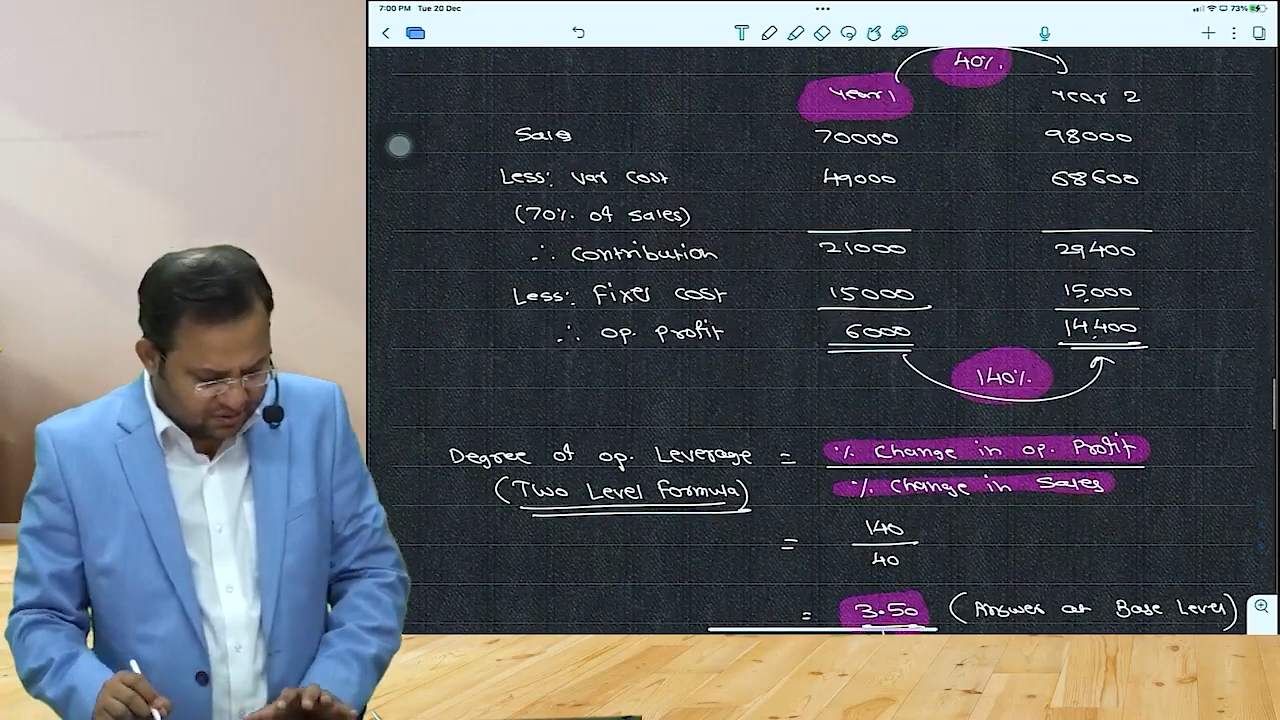 7:00 PM Tue 20 Dec
73%
40%.
Year 1 Year 2
Sales 70000 98000
Less: Var Cost 49000 68600
(70% of sales)
∴ Contribution 21000 29400
Less: Fixed Cost 15000 15,000
∴ Op. Profit 6000 14,400
140%.
Degree of Op. Leverage = % Change in Op. Profit
(Two Level Formula) % Change in Sales
= 140
40
= 3.50 (Answer at Base Level)